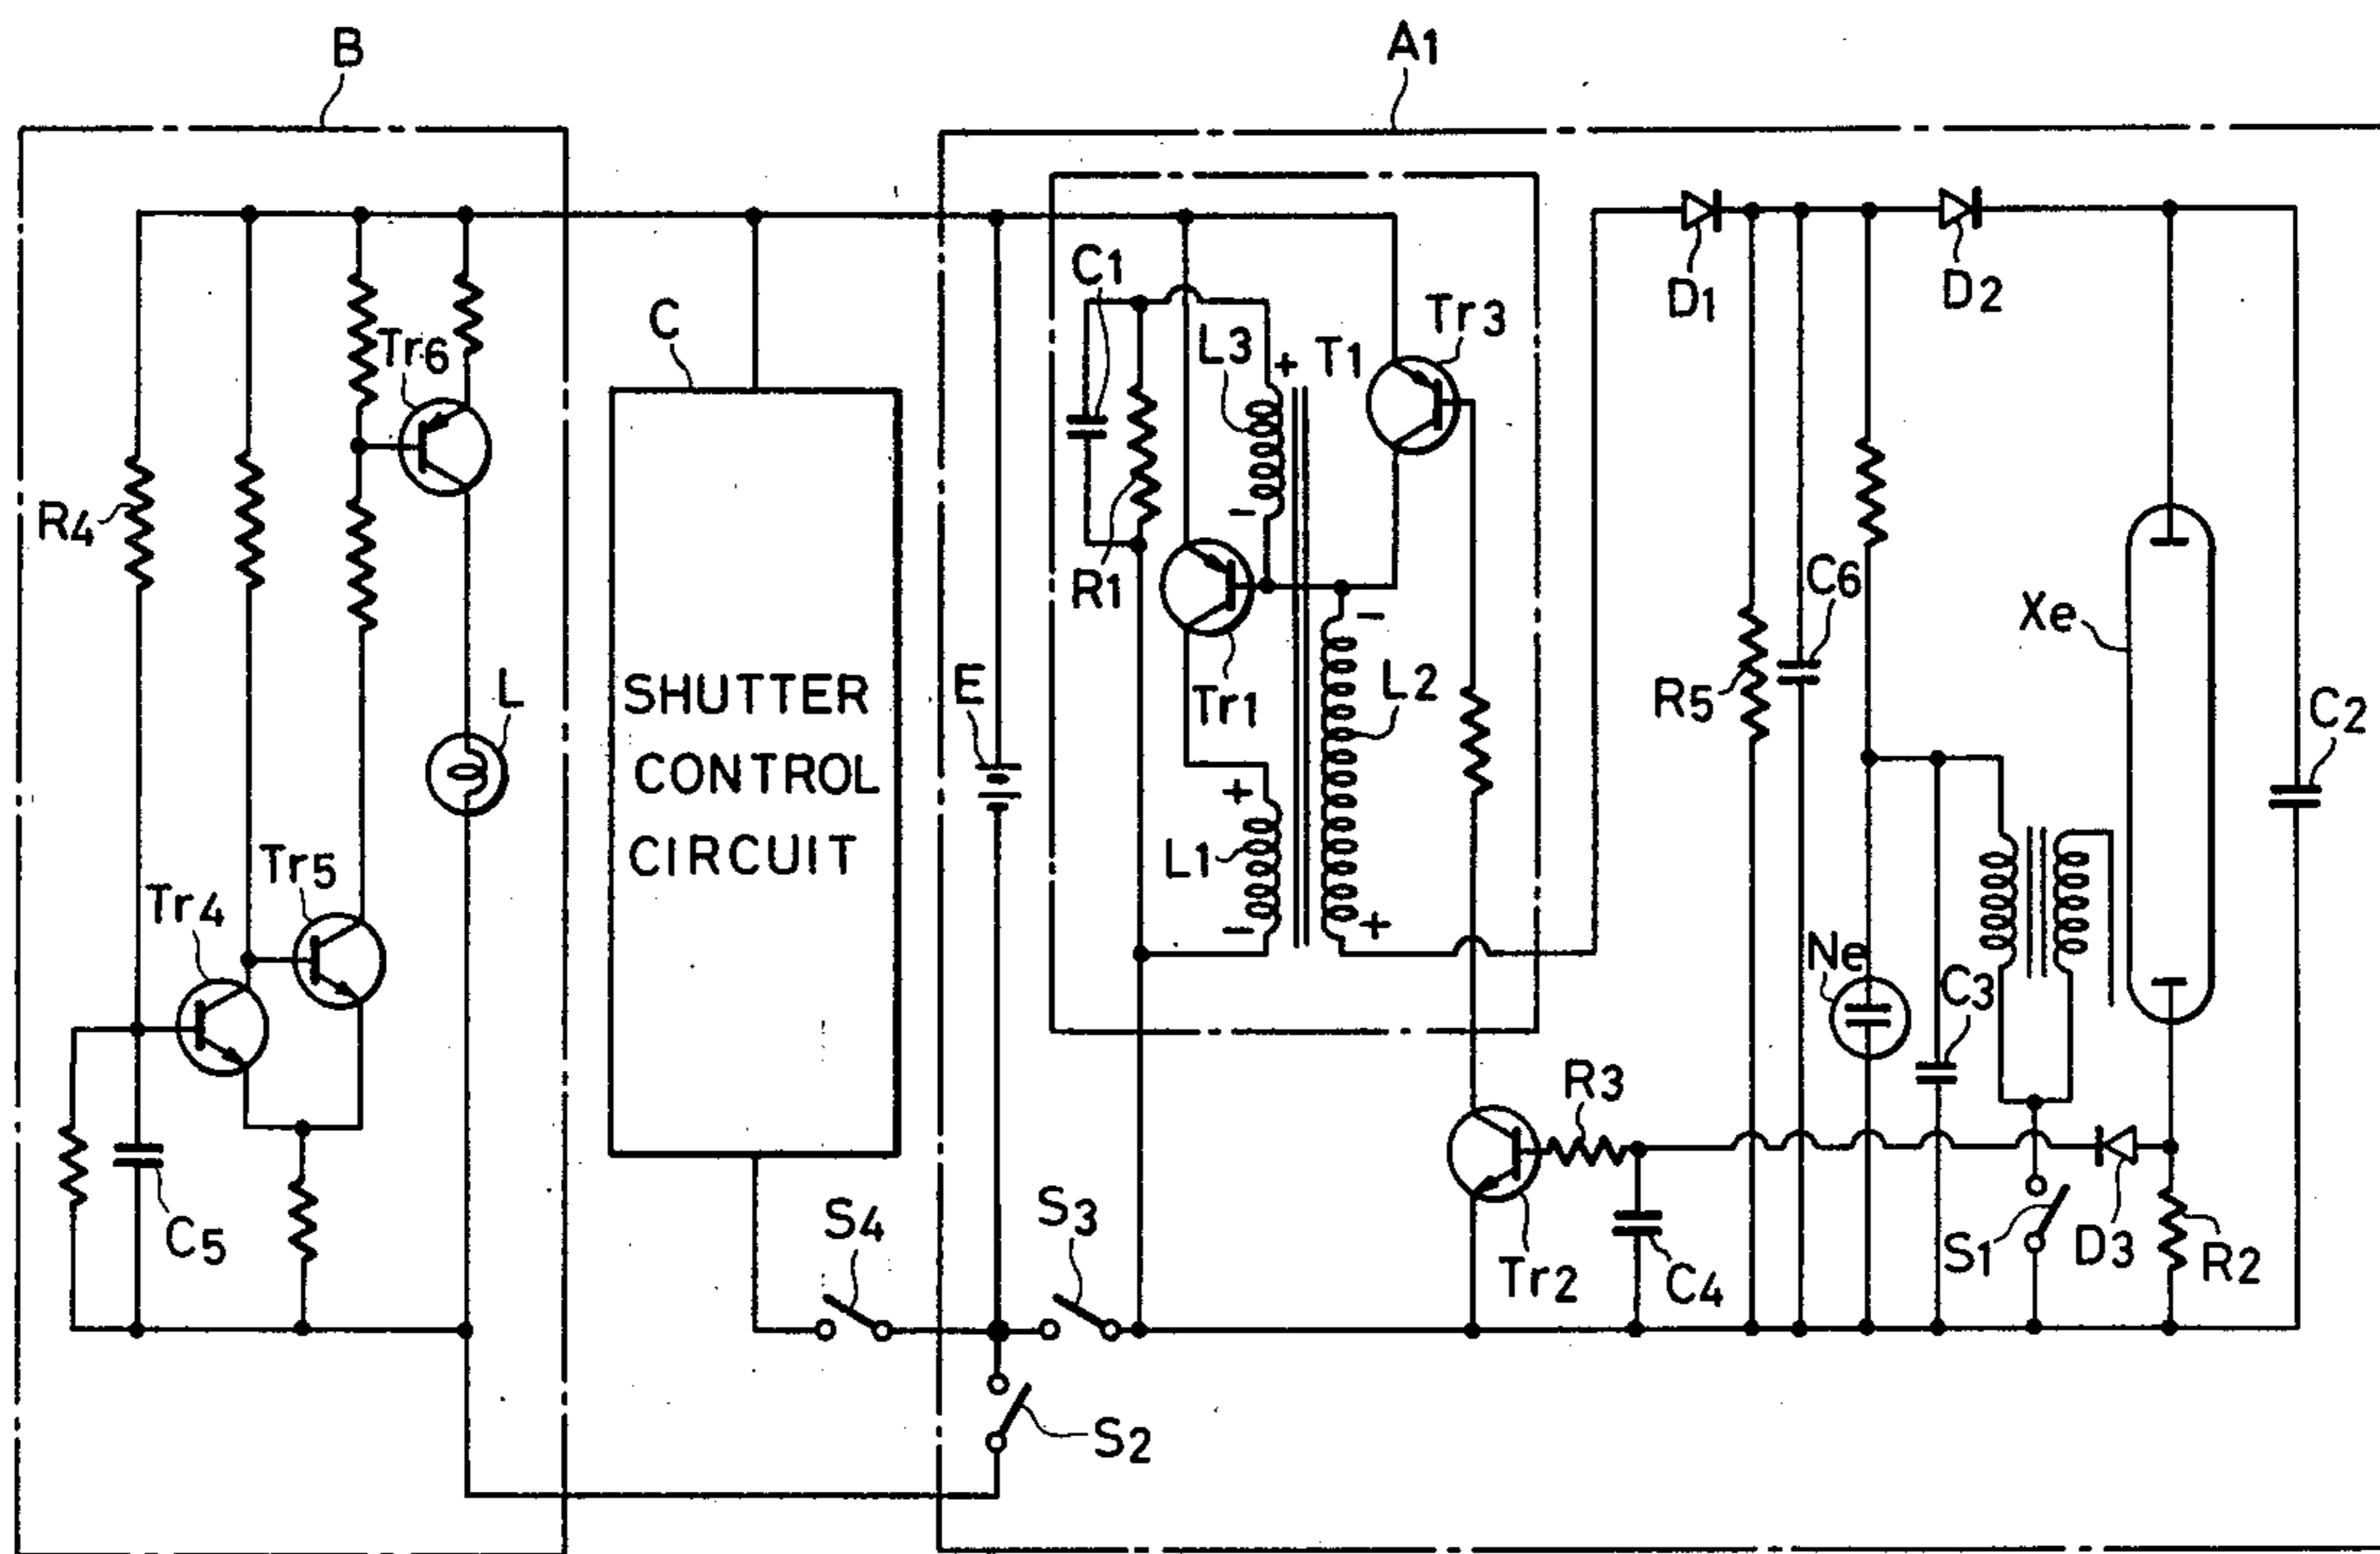 B
A1
C1
C
L3
+
T1
Tr3
D1
D2
Tr6
R4
-
R1
C6
Xe
-
L
E
Tr1
L2
R5
C2
SHUTTER
CONTROL
CIRCUIT
+
L1
Tr5
Tr4
-
+
Ne
C3
R3
C5
S4
S3
Tr2
C4
S1
D3
R2
S2